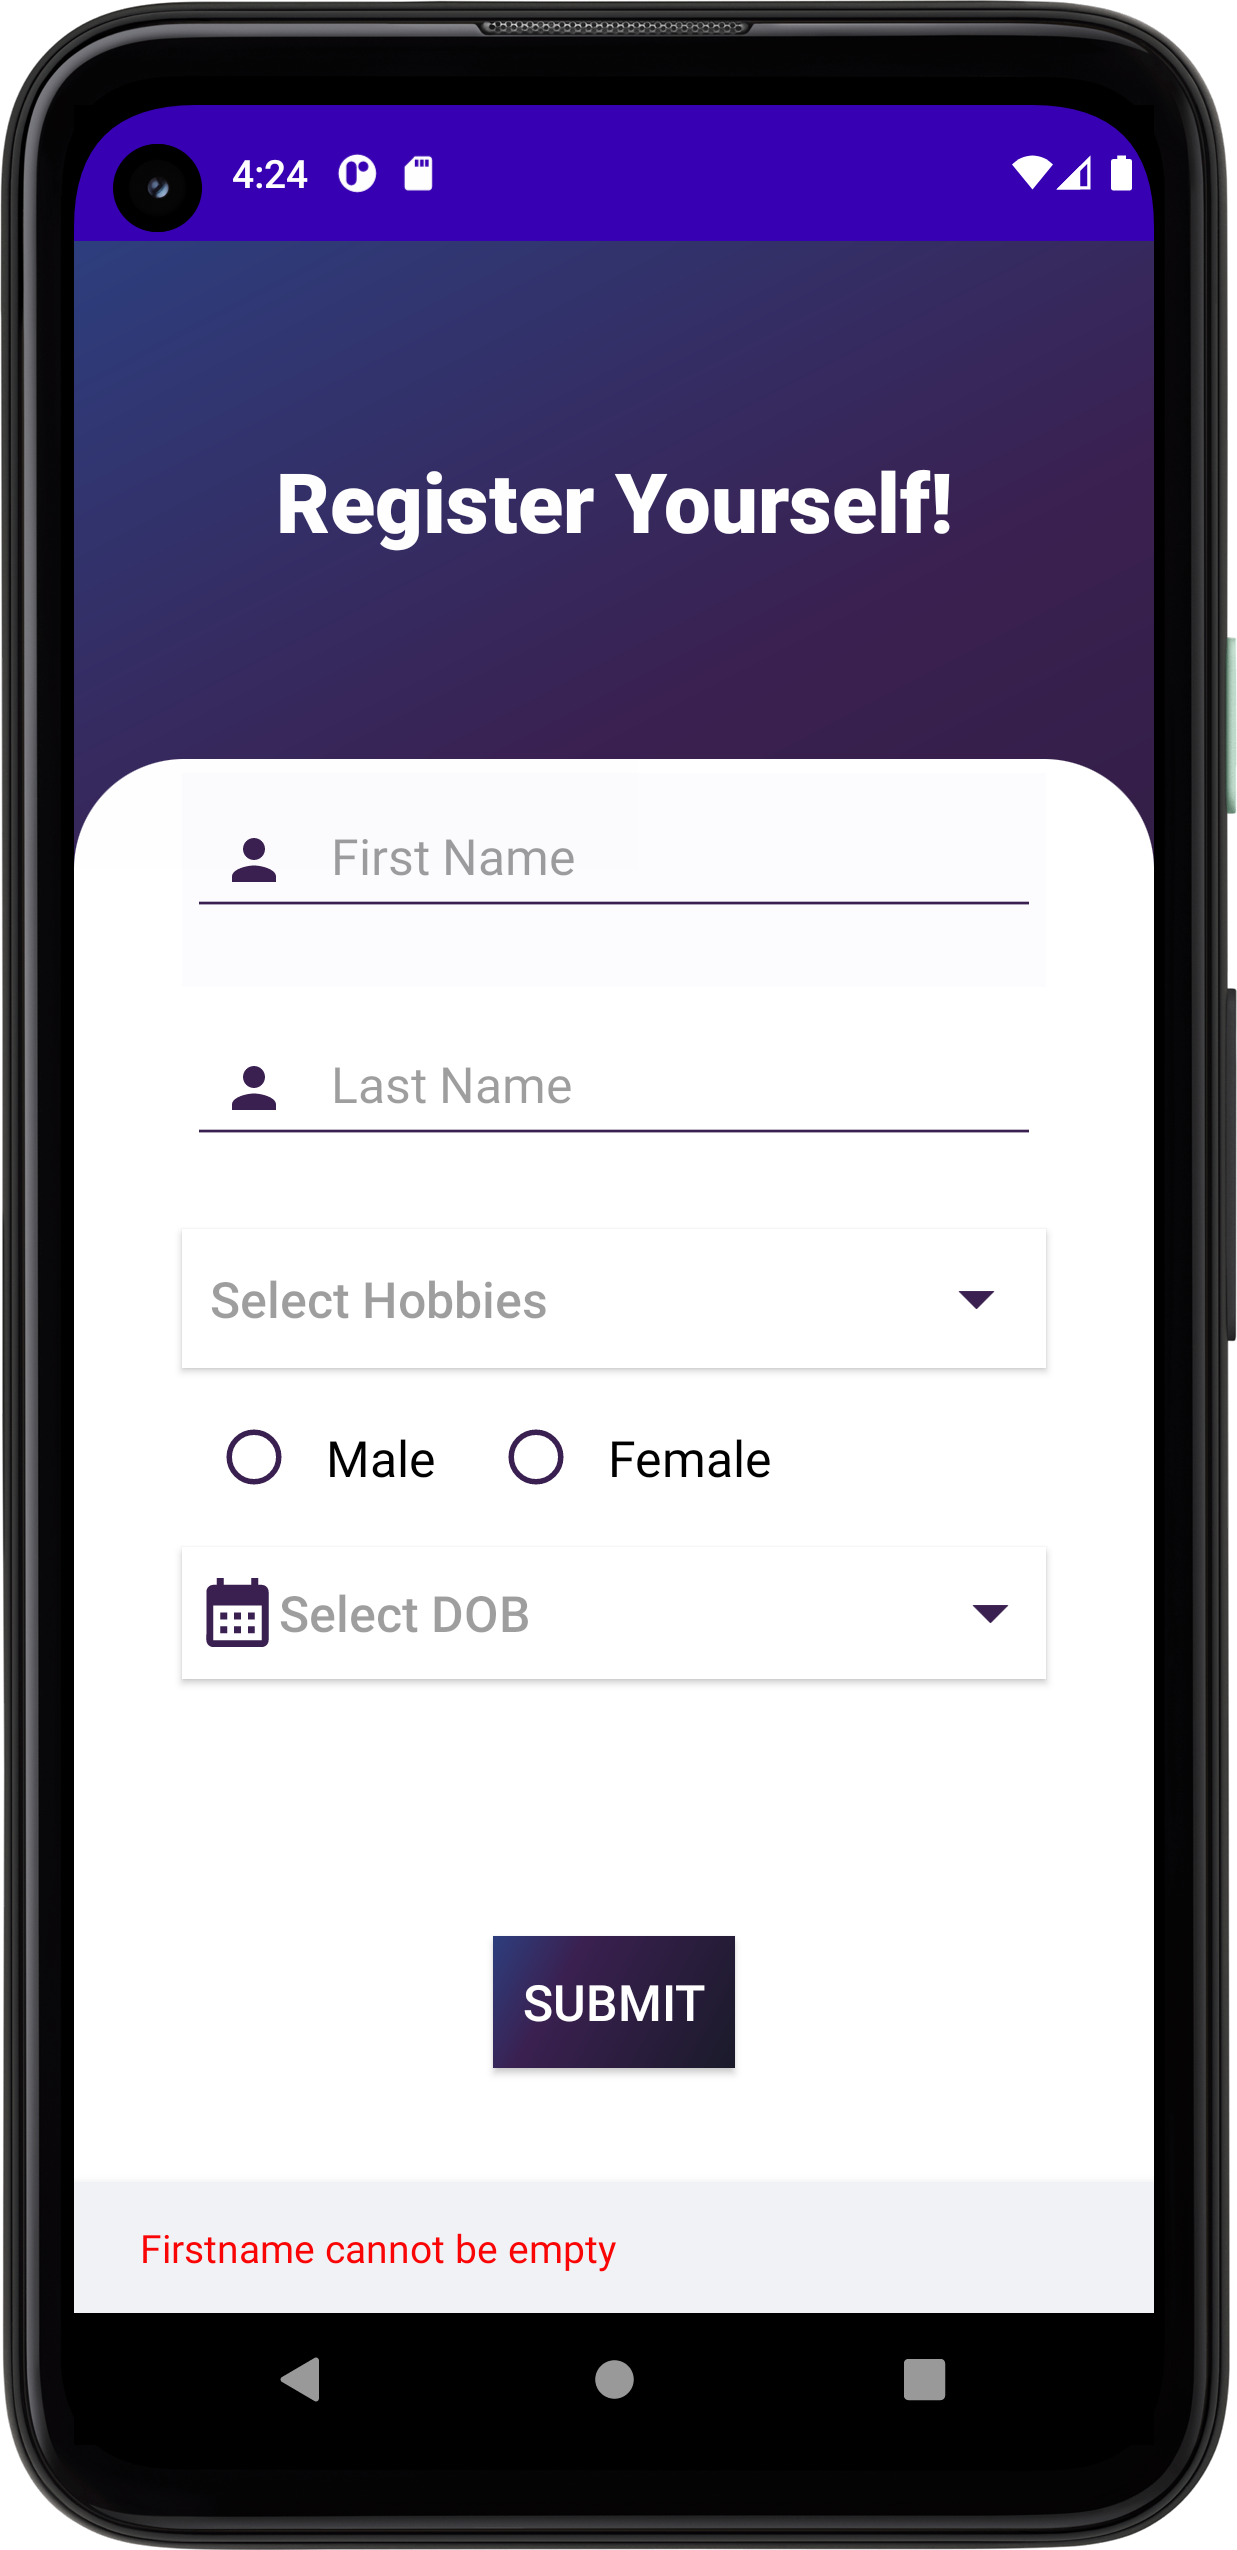 4:24
Register Yourself!
First Name
Last Name
Select Hobbies
Male Female
Select DOB
SUBMIT
Firstname cannot be empty